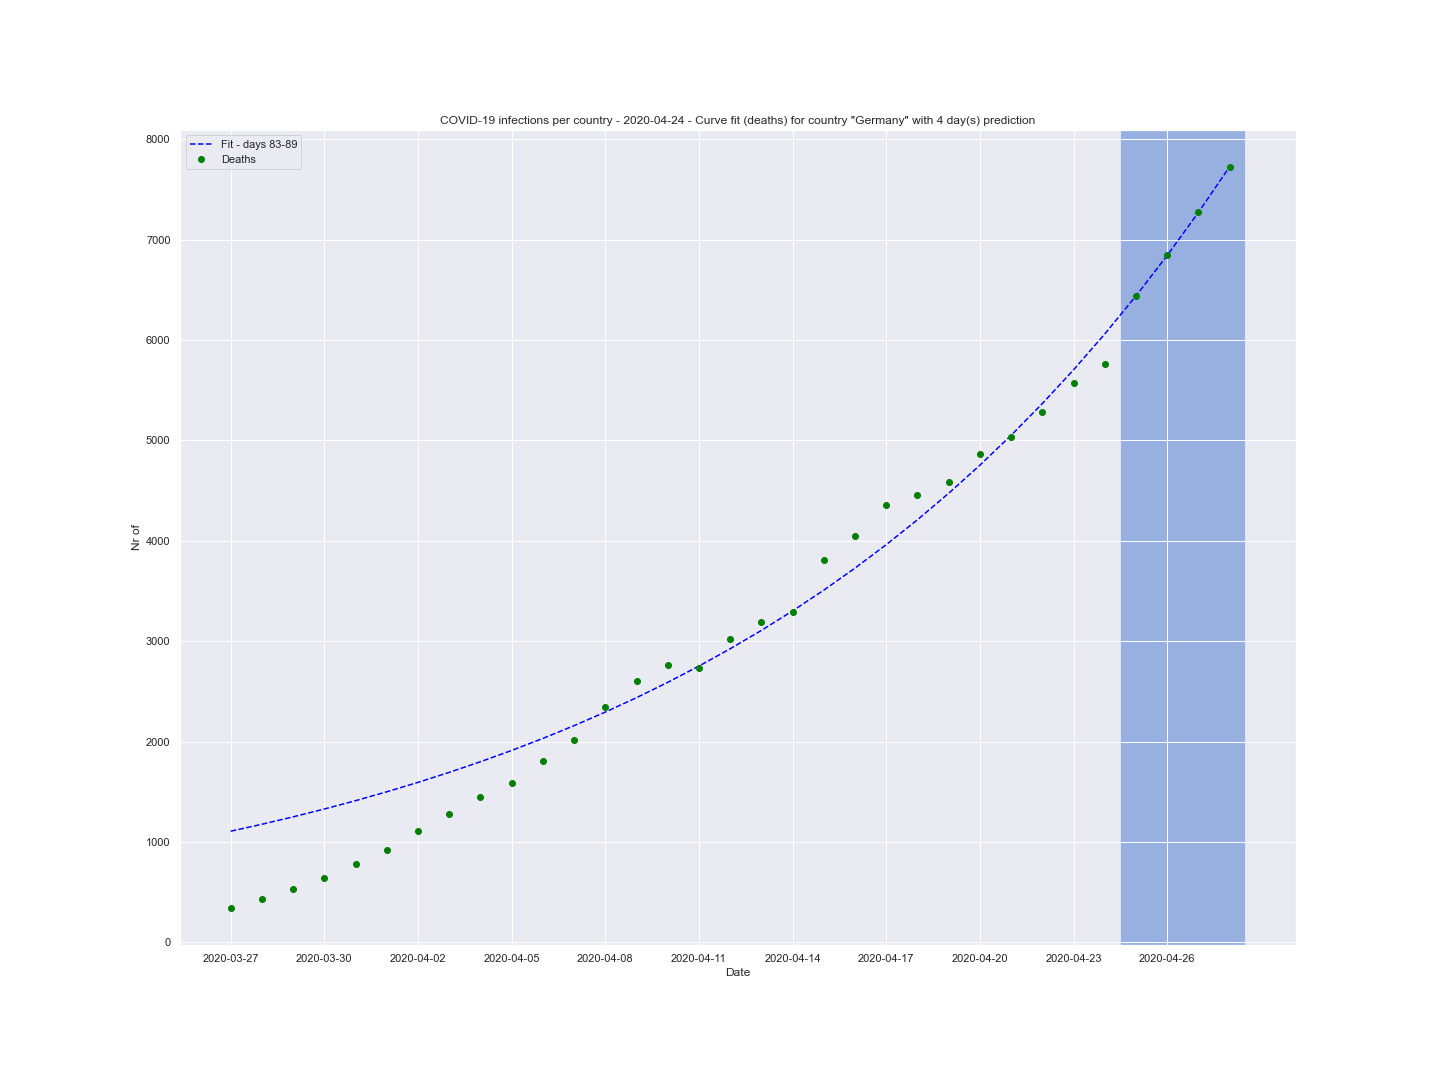 COVID-19 infections per country - 2020-04-24 - Curve fit (deaths) for country "Germany" with 4 day(s) prediction
Fit - days 83-89
Deaths
8000
7000
6000
5000
4000
3000
2000
1000
0
Nr of
2020-03-27 2020-03-30 2020-04-02 2020-04-05 2020-04-08 2020-04-11 2020-04-14 2020-04-17 2020-04-20 2020-04-23 2020-04-26
Date